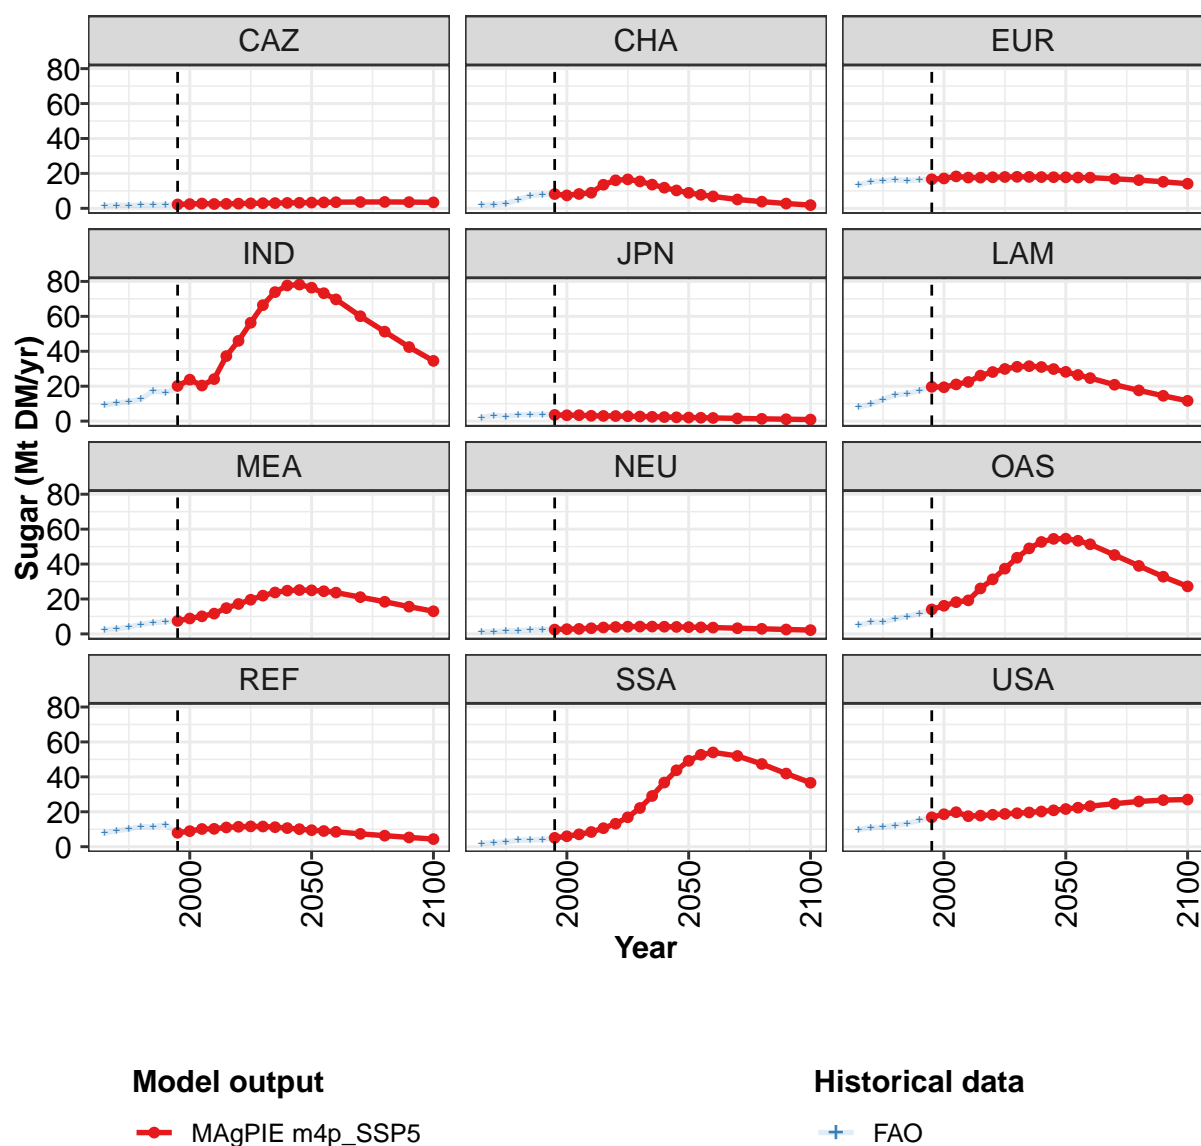 CAZ CHA EUR
80
60
40
20
0
IND JPN LAM
80
60
40
20
0
MEA NEU OAS
80
60
40
20
0
REF SSA USA
80
60
40
20
0
Sugar (Mt DM/yr)
2000 2050 2100 2000 2050 2100 2000 2050 2100
Year
Model output Historical data
MAgPIE m4p_SSP5 FAO